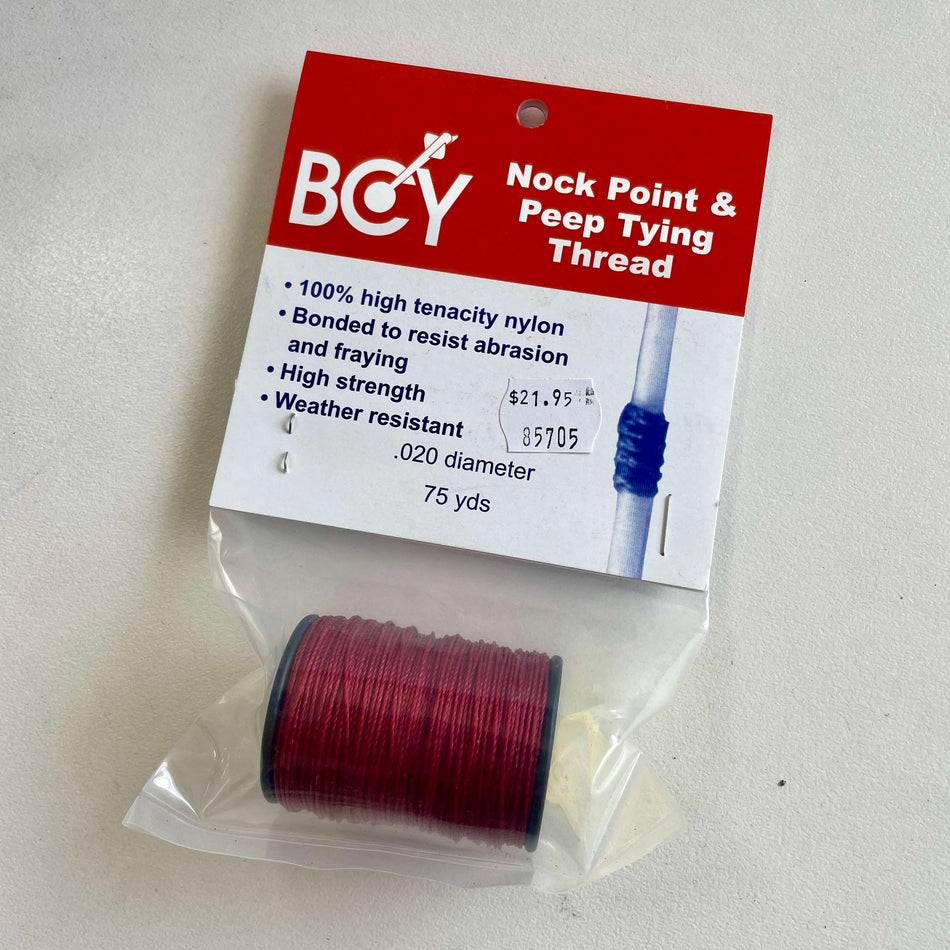 BCY
Nock Point &
Peep Tying
Thread
• 100% high tenacity nylon
• Bonded to resist abrasion
and fraying
• High strength
• Weather resistant
.020 diameter
75 yds
$21.95
85705